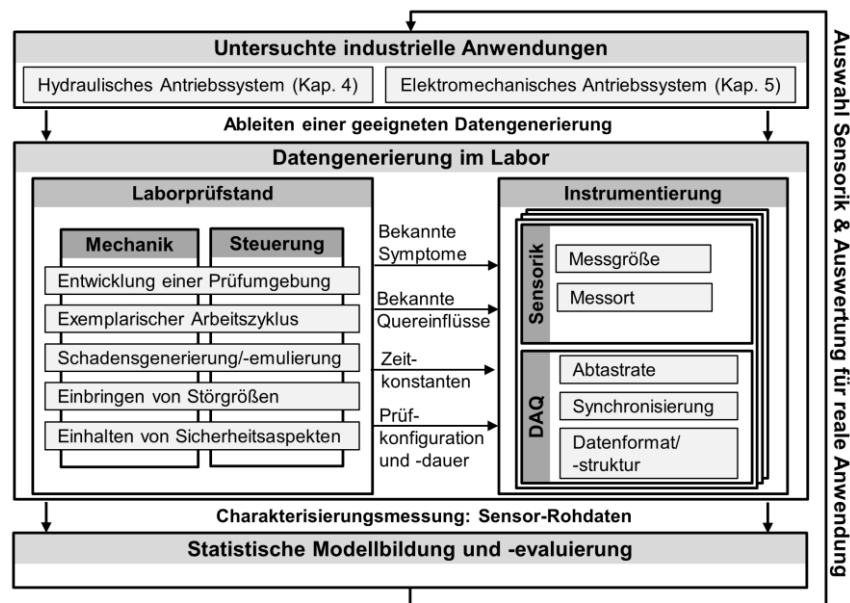 Untersuchte industrielle Anwendungen
Hydraulisches Antriebssystem (Kap. 4)
Elektromechanisches Antriebssystem (Kap. 5)
Ableiten einer geeigneten Datengenerierung
Datengenerierung im Labor
Laborprüfstand
Mechanik
Steuerung
Entwicklung einer Prüfumgebung
Exemplarischer Arbeitszyklus
Schadensgenerierung/-emulierung
Einbringen von Störgrößen
Einhalten von Sicherheitsaspekten
Bekannte
Symptome
Bekannte
Quereinflüsse
Zeit-
konstanten
Prüf-
konfiguration
und -dauer
Instrumentierung
Sensorik
Messgröße
Messort
DAQ
Abtastrate
Synchronisierung
Datenformat/
-struktur
Charakterisierungsmessung: Sensor-Rohdaten
Statistische Modellbildung und -evaluierung
Auswahl Sensorik & Auswertung für reale Anwendung